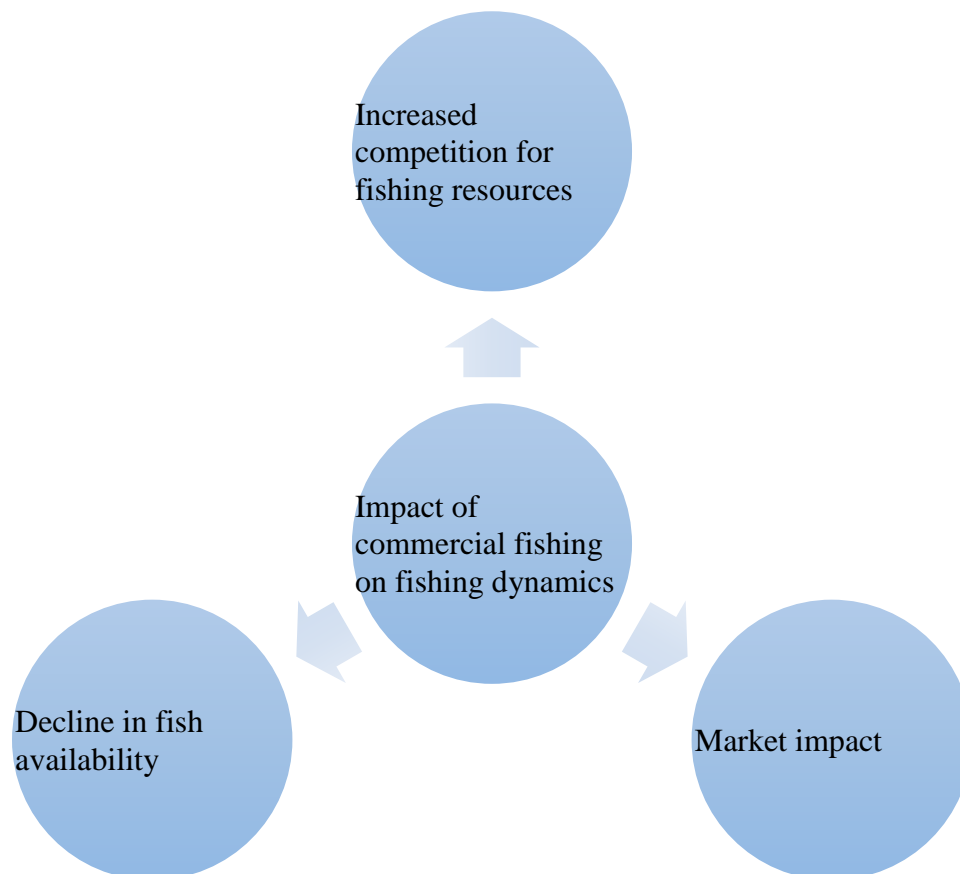 Increased
competition for
fishing resources
Impact of
commercial fishing
on fishing dynamics
Decline in fish
availability
Market impact